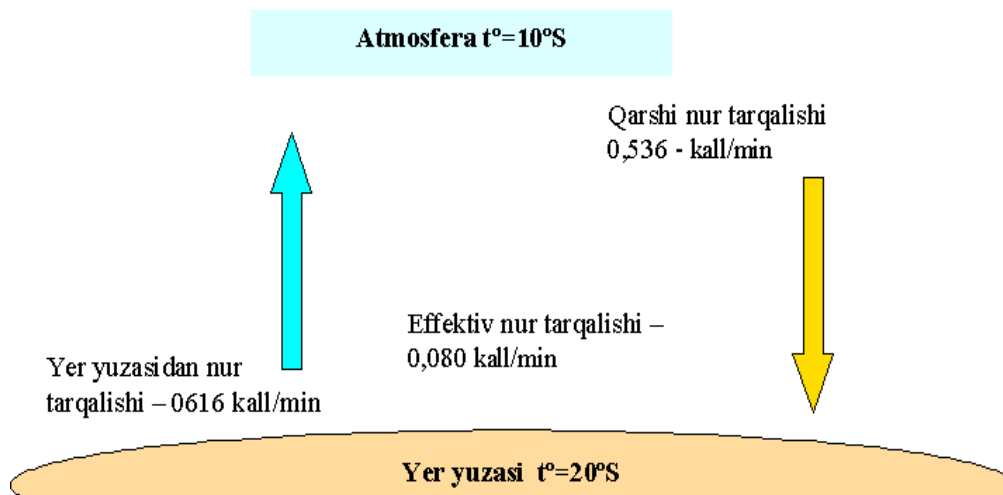 Atmosfera tº=10ºS
Qarshi nur tarqalishi
0,536 - kall/min
Effektiv nur tarqalishi –
0,080 kall/min
Yer yuzasidan nur
tarqalishi – 0616 kall/min
Yer yuzasi tº=20ºS